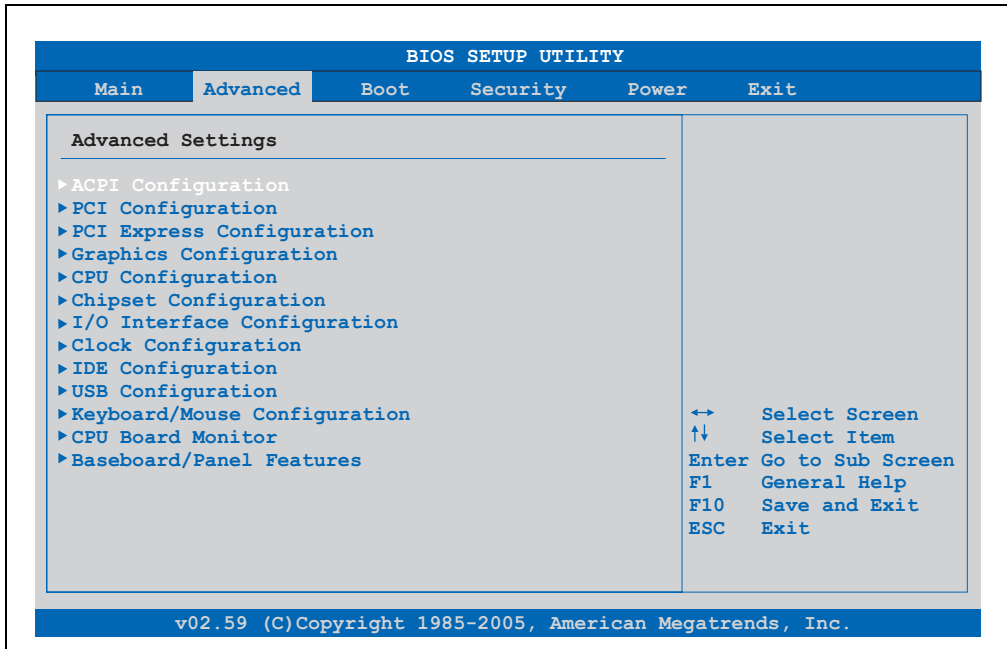 BIOS SETUP UTILITY
Main Advanced Boot Security Power Exit
Advanced Settings
ACPI Configuration
PCI Configuration
PCI Express Configuration
Graphics Configuration
CPU Configuration
Chipset Configuration
I/O Interface Configuration
Clock Configuration
IDE Configuration
USB Configuration
Keyboard/Mouse Configuration
CPU Board Monitor
Baseboard/Panel Features
↔ Select Screen
↑↓ Select Item
Enter Go to Sub Screen
F1 General Help
F10 Save and Exit
ESC Exit
v02.59 (C)Copyright 1985-2005, American Megatrends, Inc.